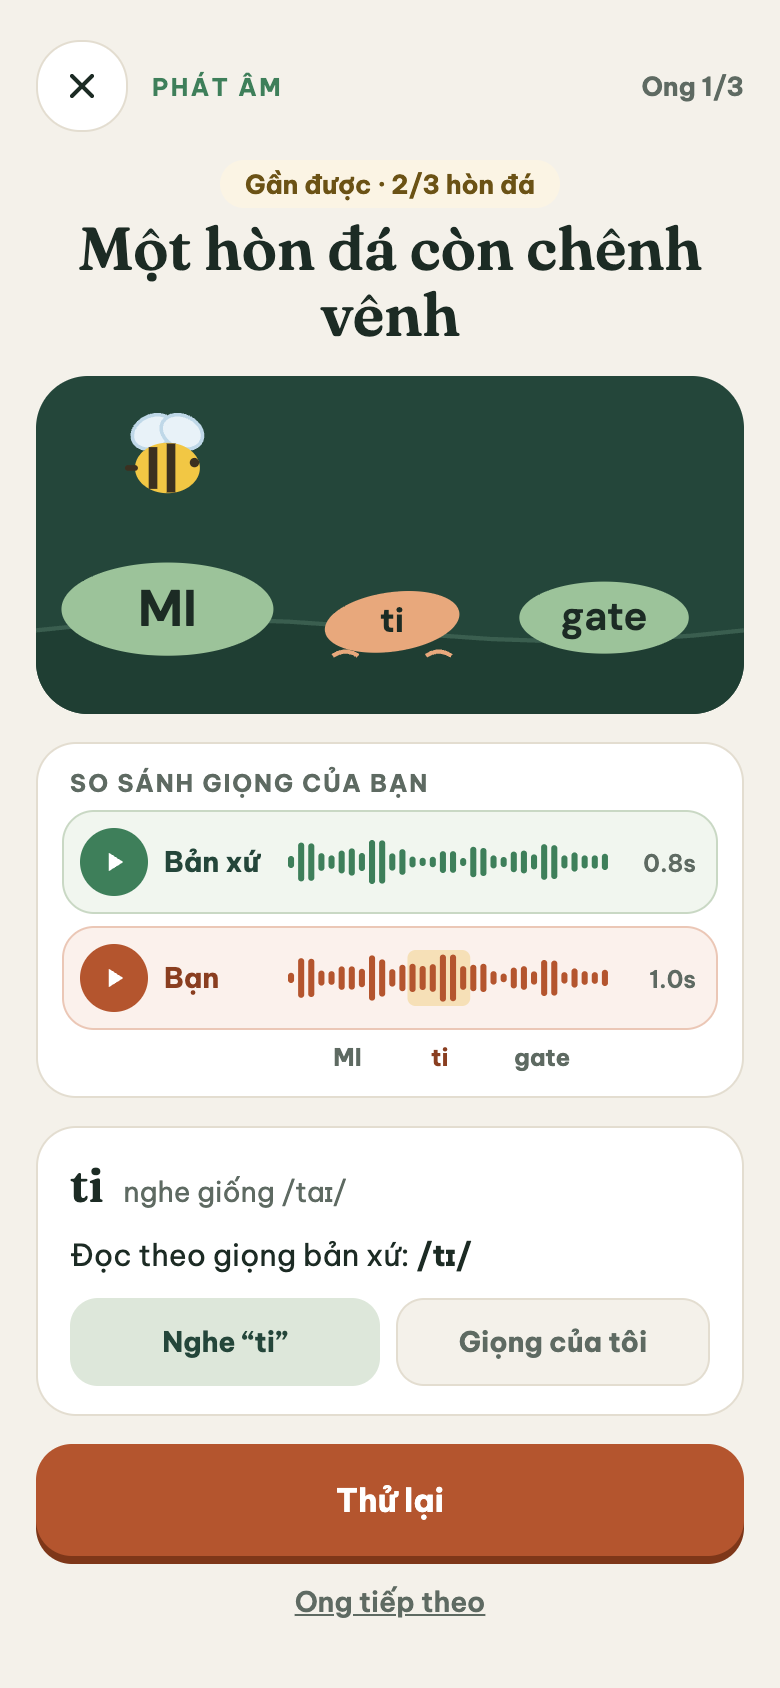 PHÁT ÂM
Ong 1/3
Gần được · 2/3 hòn đá
Một hòn đá còn chênh
vênh
MI
ti
gate
SO SÁNH GIỌNG CỦA BẠN
Bản xứ
0.8s
Bạn
1.0s
MI ti gate
ti nghe giống /taɪ/
Đọc theo giọng bản xứ: /tɪ/
Nghe “ti”
Giọng của tôi
Thử lại
Ong tiếp theo